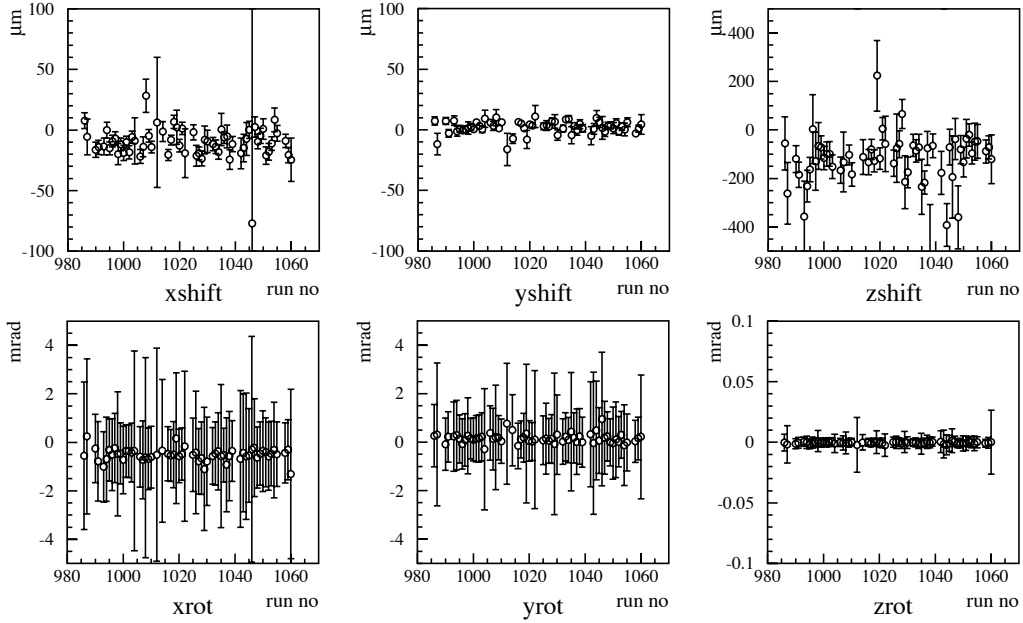 μm
100
50
0
-50
-100
980 1000 1020 1040 1060
xshift run no
μm
100
50
0
-50
-100
980 1000 1020 1040 1060
yshift run no
μm
400
200
0
-200
-400
980 1000 1020 1040 1060
zshift run no
mrad
4
2
0
-2
-4
980 1000 1020 1040 1060
xrot run no
mrad
4
2
0
-2
-4
980 1000 1020 1040 1060
yrot run no
mrad
0.1
0.05
0
-0.05
-0.1
980 1000 1020 1040 1060
zrot run no